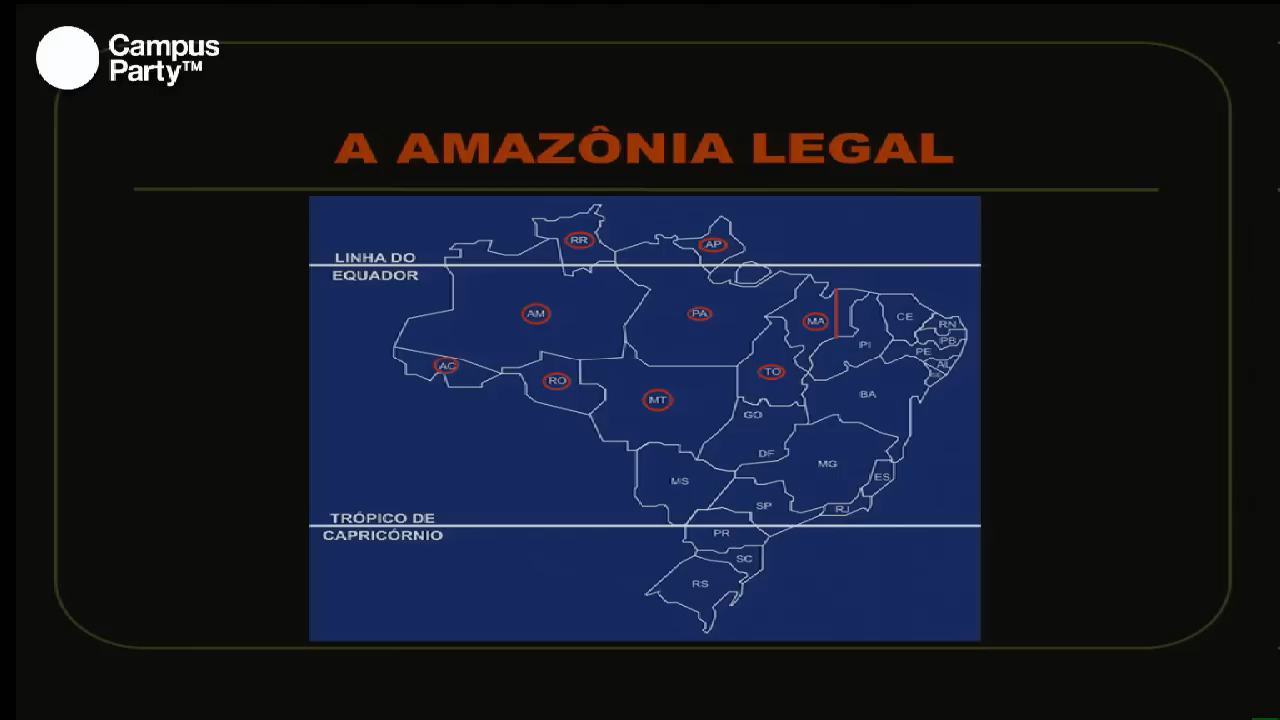 Campus
Party™
A AMAZÔNIA LEGAL
RR
AP
LINHA DO
EQUADOR
AM
PA
MA
CE
RN
PB
PI
PE
AL
AC
RO
TO
MT
BA
GO
DF
MG
MS
ES
SP
RJ
TRÓPICO DE
CAPRICÓRNIO
PR
SC
RS